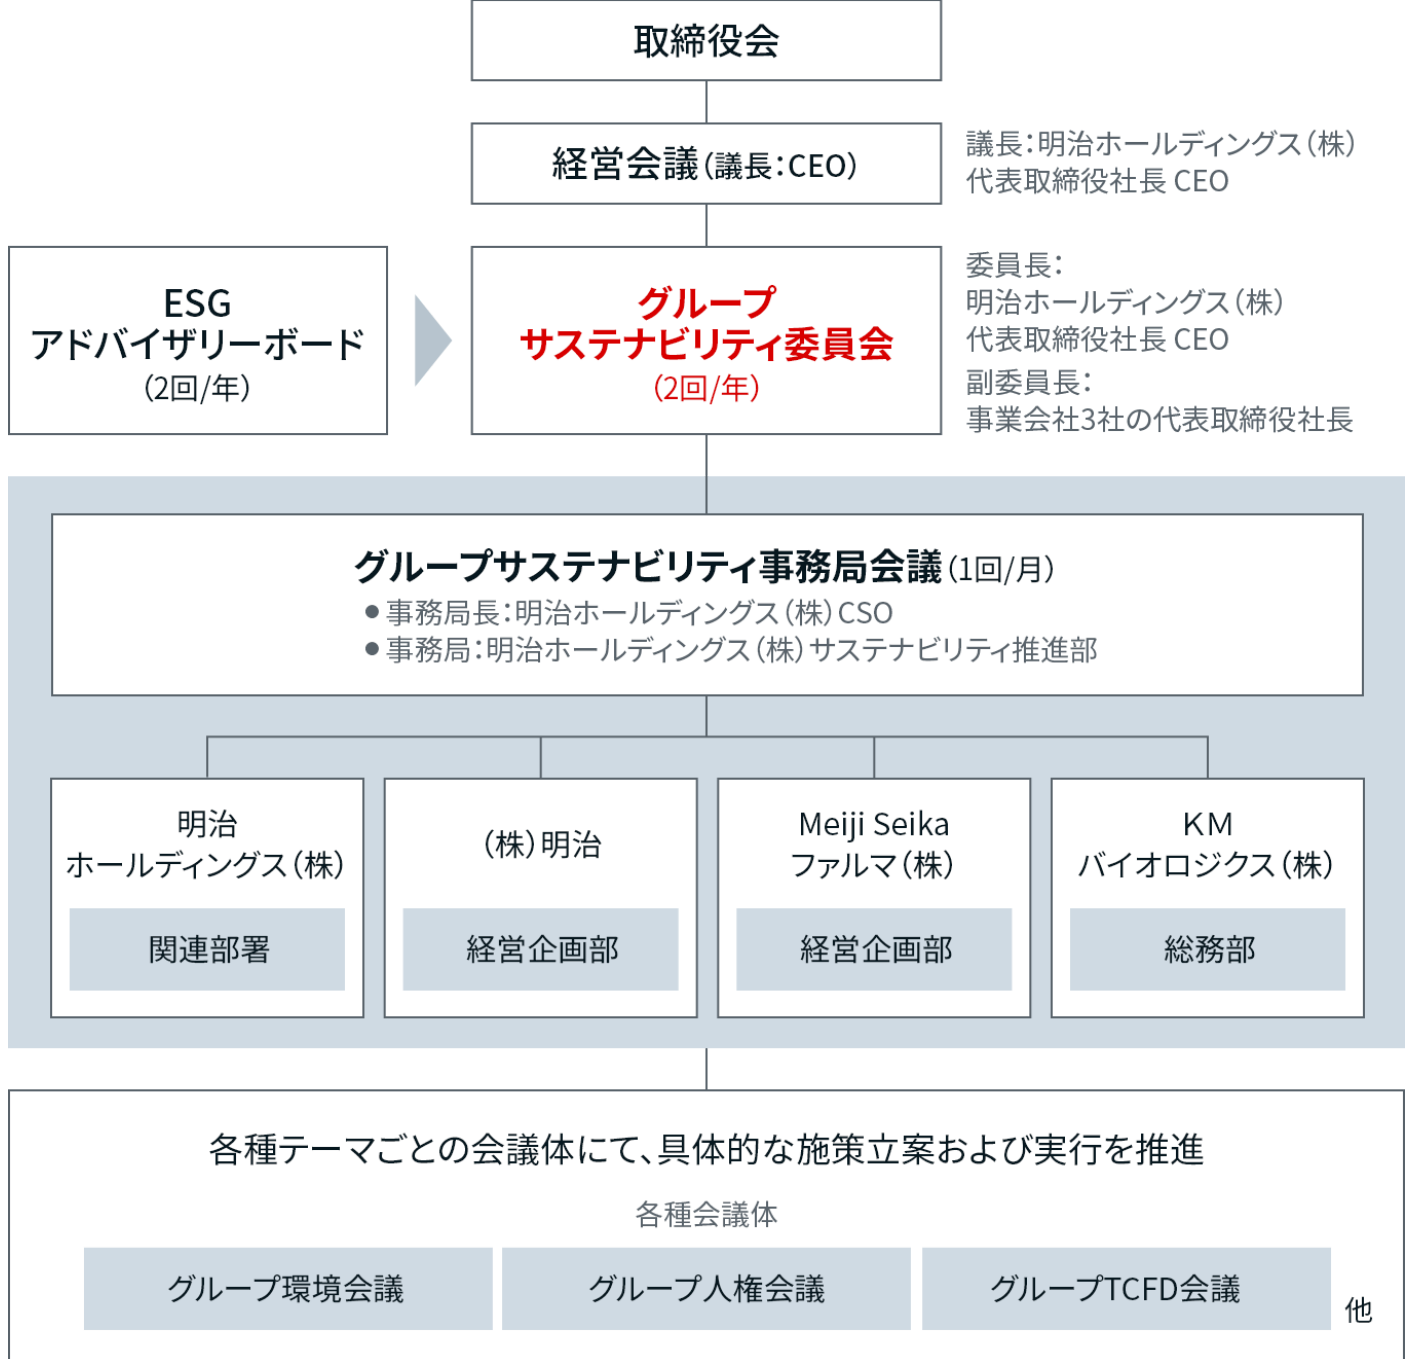 取締役会
経営会議（議長：CEO）
議長：明治ホールディングス（株）
代表取締役社長 CEO
ESG
アドバイザリーボード
（2回/年）
グループ
サステナビリティ委員会
（2回/年）
委員長：
明治ホールディングス（株）
代表取締役社長 CEO
副委員長：
事業会社3社の代表取締役社長
グループサステナビリティ事務局会議（1回/月）
●事務局長：明治ホールディングス（株）CSO
●事務局：明治ホールディングス（株）サステナビリティ推進部
明治
ホールディングス（株）
関連部署
（株）明治
経営企画部
Meiji Seika
ファルマ（株）
経営企画部
KM
バイオロジクス（株）
総務部
各種テーマごとの会議体にて、具体的な施策立案および実行を推進
各種会議体
グループ環境会議
グループ人権会議
グループTCFD会議
他